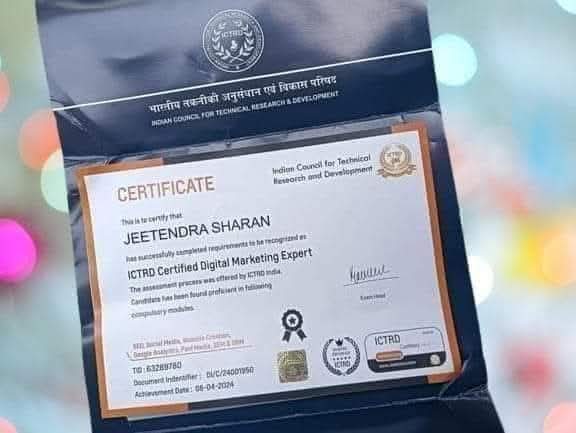 ICTRD
भारतीय तकनीकी अनुसंधान एवं विकास परिषद
INDIAN COUNCIL FOR TECHNICAL RESEARCH & DEVELOPMENT
Indian Council for Technical
Research and Development
ICTRD
CERTIFICATE
This is to certify that
JEETENDRA SHARAN
has successfully completed requirements to be recognized as
ICTRD Certified Digital Marketing Expert
The assessment process was offered by ICTRD India.
Candidate has been found proficient in following
compulsory modules.
Exam Head
SEO, Social Media, Website Creation,
Google Analytics, Paid Media, SEM & ORM
TID : 63289780
Document Indentifier : DI/C/24001950
Achievement Date : 08-04-2024
ICTRD
ICTRD